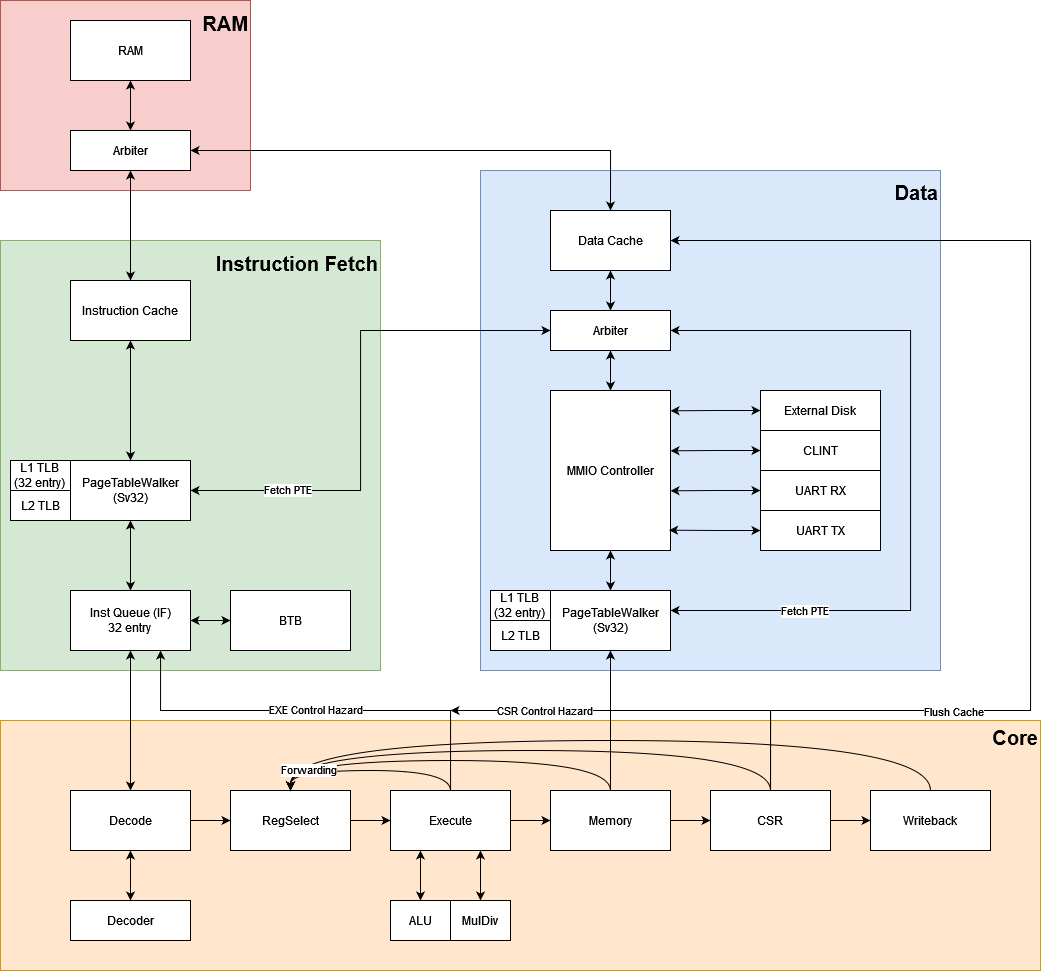 RAM
RAM
Arbiter
Data
Data Cache
Instruction Fetch
Instruction Cache
Arbiter
External Disk
CLINT
UART RX
UART TX
MMIO Controller
L1 TLB
(32 entry)
L2 TLB
PageTableWalker
(Sv32)
Fetch PTE
L1 TLB
(32 entry)
L2 TLB
PageTableWalker
(Sv32)
Fetch PTE
Inst Queue (IF)
32 entry
BTB
EXE Control Hazard
CSR Control Hazard
Flush Cache
Core
Forwarding
Decode
RegSelect
Execute
Memory
CSR
Writeback
Decoder
ALU
MulDiv